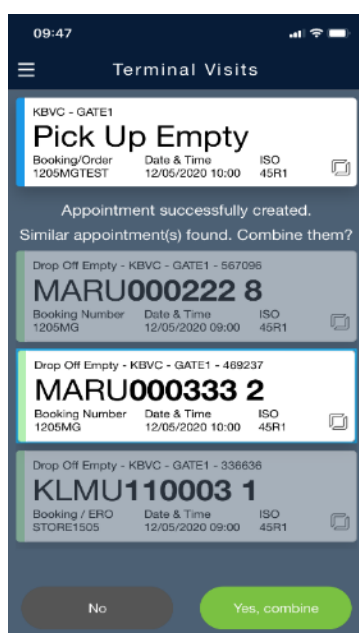 09:47
Terminal Visits
KBVC - GATE1
Pick Up Empty
Booking/Order Date & Time ISO
1205MGTEST 12/05/2020 10:00 45R1
Appointment successfully created.
Similar appointment(s) found. Combine them?
Drop Off Empty - KBVC - GATE1 - 567096
MARU000222 8
Booking Number Date & Time ISO
1205MG 12/05/2020 09:00 45R1
Drop Off Empty - KBVC - GATE1 - 469237
MARU000333 2
Booking Number Date & Time ISO
1205MG 12/05/2020 10:00 45R1
Drop Off Empty - KBVC - GATE1 - 336636
KLMU110003 1
Booking / ERO Date & Time ISO
STORE1505 12/05/2020 09:00 45R1
No Yes, combine